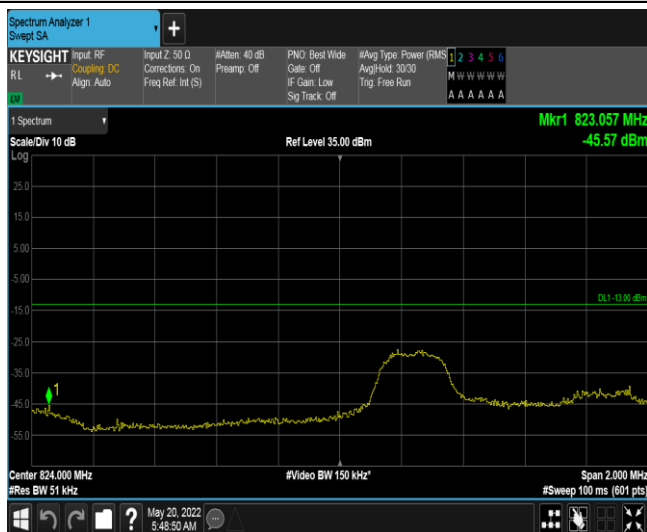 Spectrum Analyzer 1
Swept SA
+
KEYSIGHT
RL
Input: RF
Coupling: DC
Align: Auto
Input Z: 50 Ω
Corrections: On
Freq Ref: Int (S)
#Atten: 40 dB
Preamp: Off
PNO: Best Wide
Gate: Off
IF Gain: Low
Sig Track: Off
#Avg Type: Power (RMS
Avg|Hold: 30/30
Trig: Free Run
1 2 3 4 5 6
M W W W W W
A A A A A A
1 Spectrum
Mkr1 823.057 MHz
-45.57 dBm
Scale/Div 10 dB
Ref Level 35.00 dBm
Log
25.0
15.0
5.00
-5.00
DL1 -13.00 dBm
-15.0
-25.0
-35.0
1
-45.0
-55.0
Center 824.000 MHz
#Video BW 150 kHz*
Span 2.000 MHz
#Res BW 51 kHz
#Sweep 100 ms (601 pts)
?
May 20, 2022
5:48:50 AM